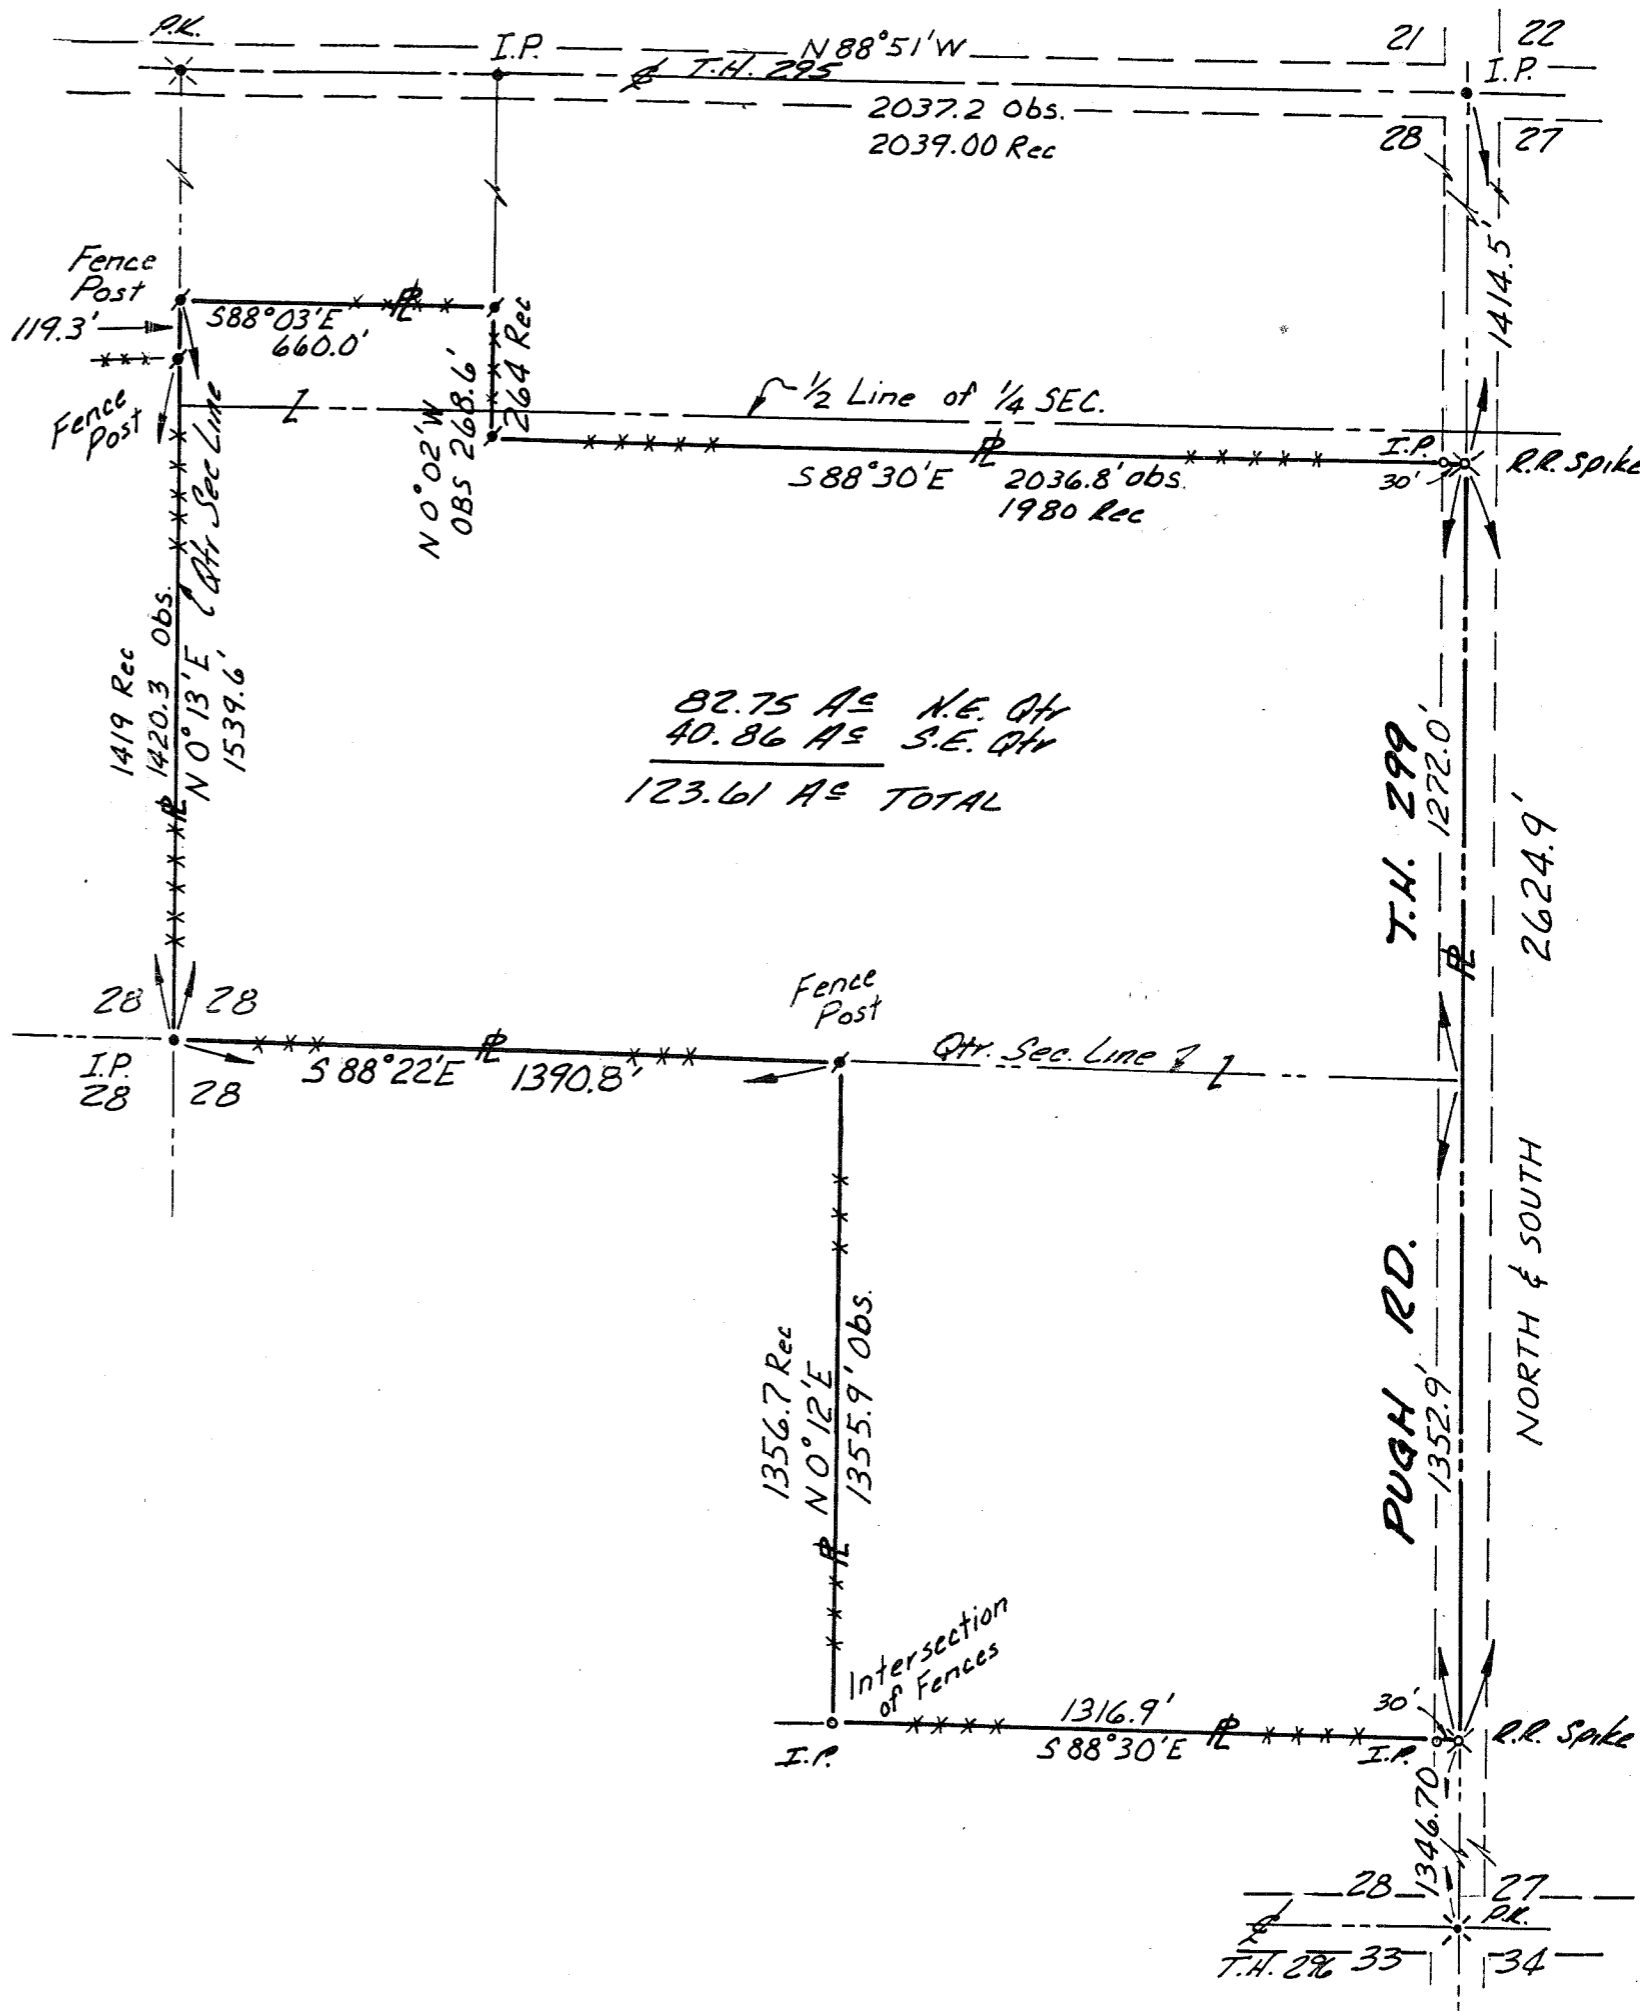 P.K.
I.P.
N 88°51' W
T.H. 295
2037.2 Obs.
2039.00 Rec
21
22
I.P.
28
27
1414.5'
Fence
Post
119.3'
S88°03'E
660.0'
Fence
Post
N 0°02' W
OBS 268.6'
264 Rec
1/2 Line of 1/4 SEC.
S88°30'E
2036.8' obs.
1980 Rec
I.P.
30'
R.R. Spike
Qtr Sec Line
1419 Rec
1420.3 Obs.
N 0°13' E
1539.6'
82.75 Ac N.E. Qtr
40.86 Ac S.E. Qtr
123.61 Ac TOTAL
T.H. 299
1272.0'
2624.9'
28
28
I.P.
28
28
S 88°22'E
1390.8'
Fence
Post
Qtr. Sec. Line
PUGH RD.
1352.9'
NORTH & SOUTH
1356.7 Rec
N 0°12' E
1355.9' Obs.
Intersection
of Fences
I.P.
1316.9'
S 88°30'E
30'
I.P.
R.R. Spike
1346.70
28
27
P.K.
T.H. 296
33
34